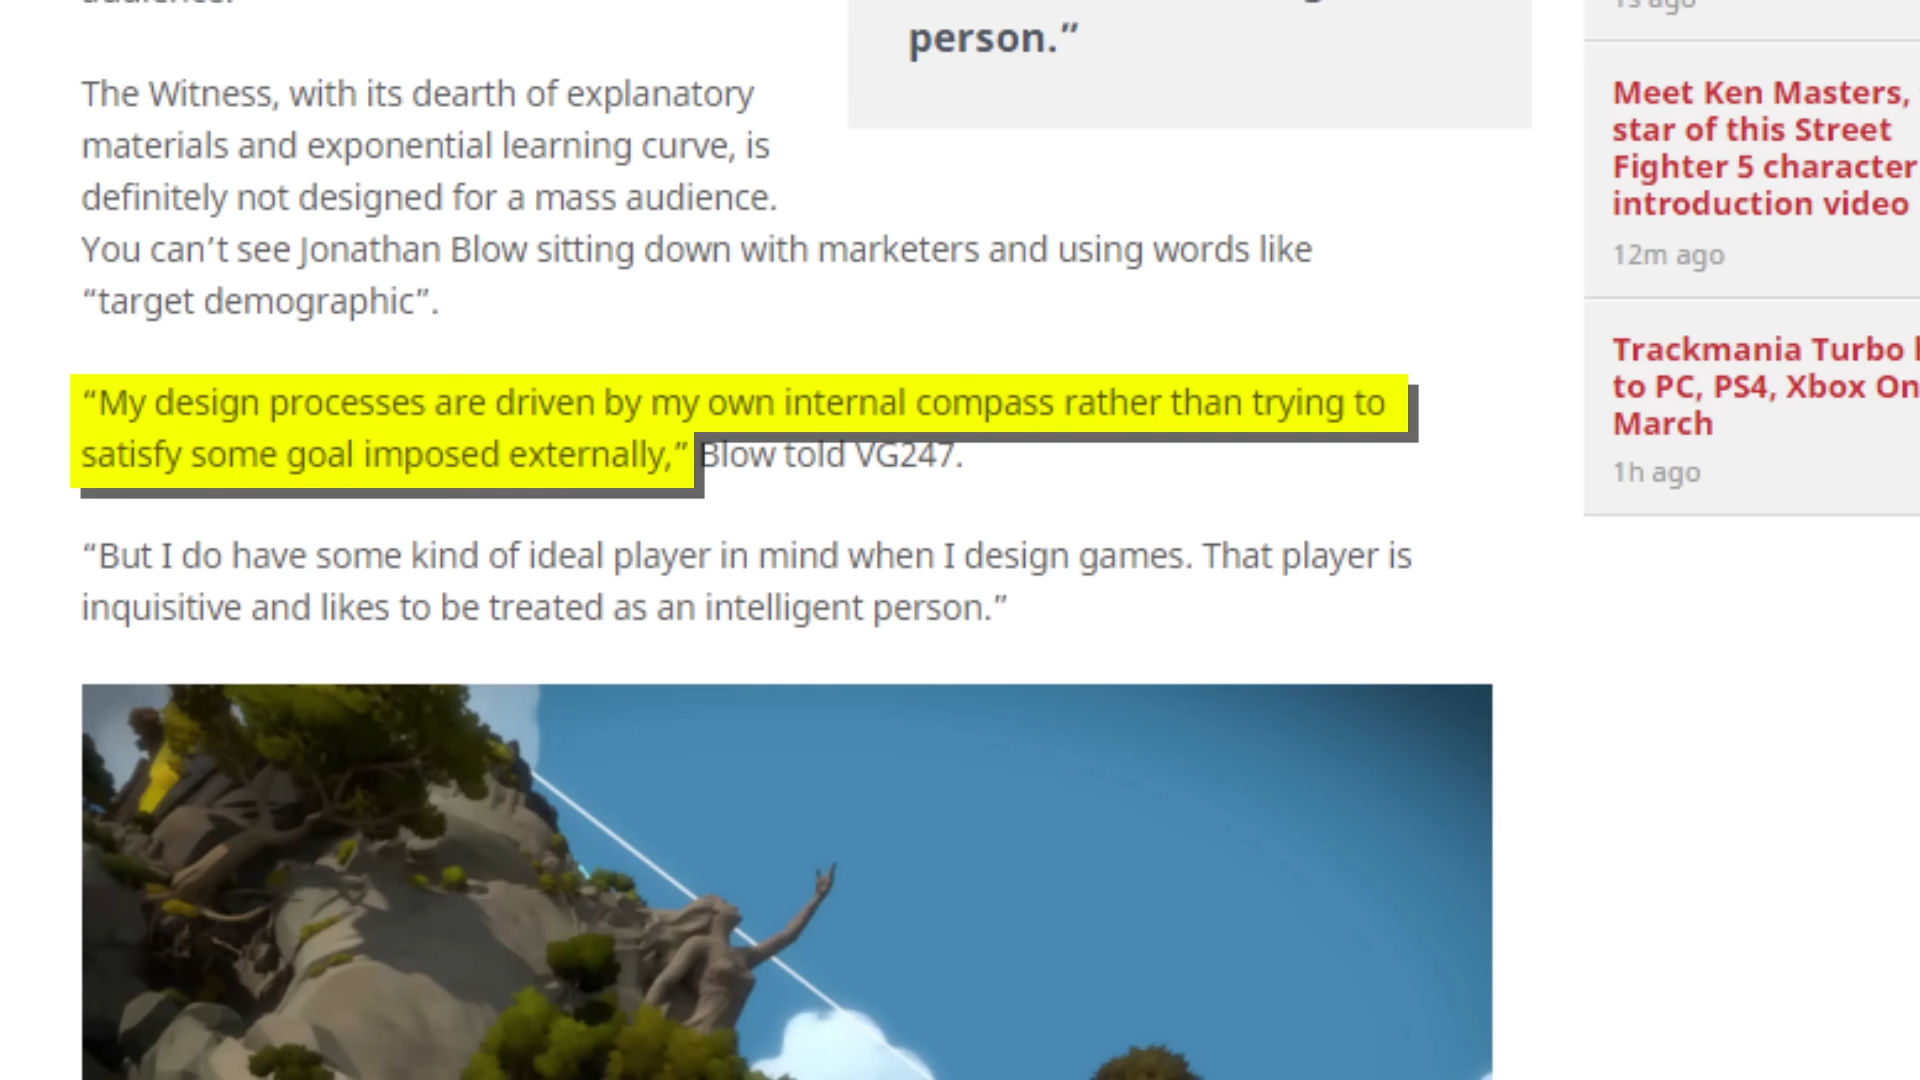 audience.
person.”
The Witness, with its dearth of explanatory
materials and exponential learning curve, is
definitely not designed for a mass audience.
You can’t see Jonathan Blow sitting down with marketers and using words like
“target demographic”.
“My design processes are driven by my own internal compass rather than trying to
satisfy some goal imposed externally,” Blow told VG247.
“But I do have some kind of ideal player in mind when I design games. That player is
inquisitive and likes to be treated as an intelligent person.”
1s ago
Meet Ken Masters,
star of this Street
Fighter 5 character
introduction video
12m ago
Trackmania Turbo
to PC, PS4, Xbox On
March
1h ago